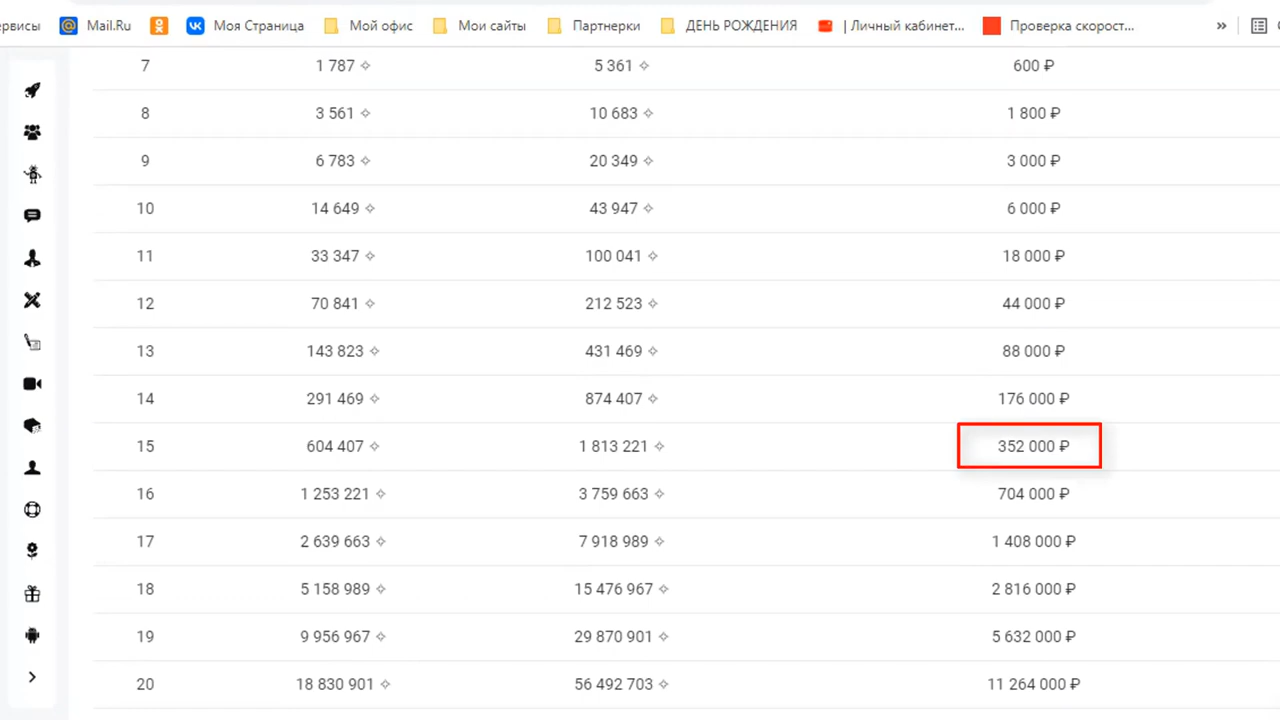 ервисы Mail.Ru Моя Страница Мой офис Мои сайты Партнерки ДЕНЬ РОЖДЕНИЯ | Личный кабинет... Проверка скорост... »
7 1 787 ✧ 5 361 ✧ 600 ₽
8 3 561 ✧ 10 683 ✧ 1 800 ₽
9 6 783 ✧ 20 349 ✧ 3 000 ₽
10 14 649 ✧ 43 947 ✧ 6 000 ₽
11 33 347 ✧ 100 041 ✧ 18 000 ₽
12 70 841 ✧ 212 523 ✧ 44 000 ₽
13 143 823 ✧ 431 469 ✧ 88 000 ₽
14 291 469 ✧ 874 407 ✧ 176 000 ₽
15 604 407 ✧ 1 813 221 ✧ 352 000 ₽
16 1 253 221 ✧ 3 759 663 ✧ 704 000 ₽
17 2 639 663 ✧ 7 918 989 ✧ 1 408 000 ₽
18 5 158 989 ✧ 15 476 967 ✧ 2 816 000 ₽
19 9 956 967 ✧ 29 870 901 ✧ 5 632 000 ₽
20 18 830 901 ✧ 56 492 703 ✧ 11 264 000 ₽